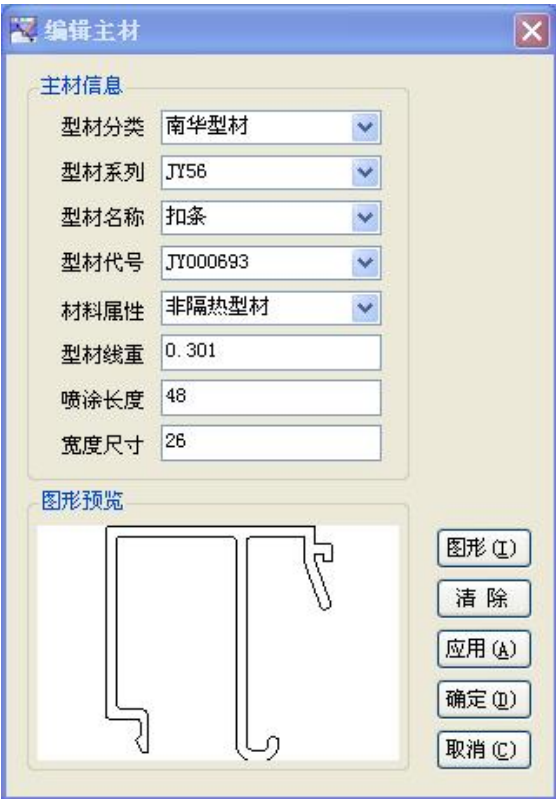 编辑主材
主材信息
型材分类 南华型材
型材系列 JY56
型材名称 扣条
型材代号 JY000693
材料属性 非隔热型材
型材线重 0.301
喷涂长度 48
宽度尺寸 26
图形预览
图形(I)
清 除
应用(A)
确定(D)
取消(C)